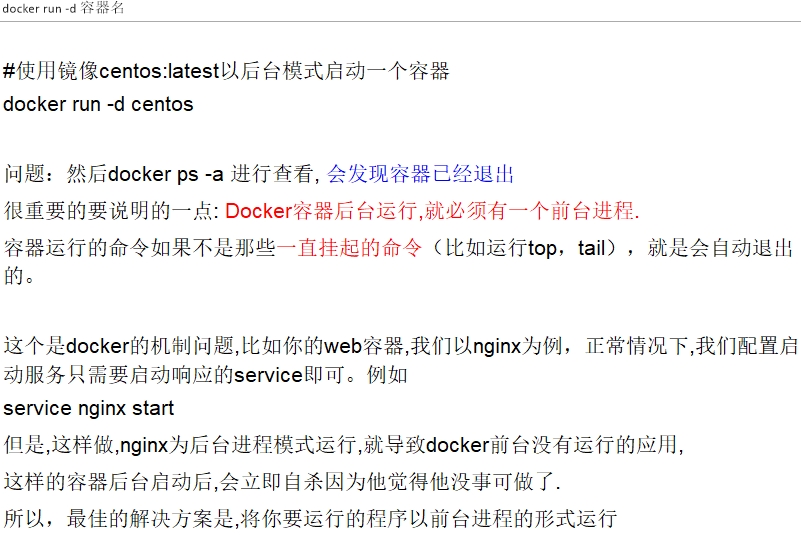 docker run -d 容器名
#使用镜像centos:latest以后台模式启动一个容器
docker run -d centos
问题：然后docker ps -a 进行查看, 会发现容器已经退出
很重要的要说明的一点: Docker容器后台运行,就必须有一个前台进程.
容器运行的命令如果不是那些一直挂起的命令（比如运行top，tail），就是会自动退出
的。
这个是docker的机制问题,比如你的web容器,我们以nginx为例，正常情况下,我们配置启
动服务只需要启动响应的service即可。例如
service nginx start
但是,这样做,nginx为后台进程模式运行,就导致docker前台没有运行的应用,
这样的容器后台启动后,会立即自杀因为他觉得他没事可做了.
所以，最佳的解决方案是,将你要运行的程序以前台进程的形式运行